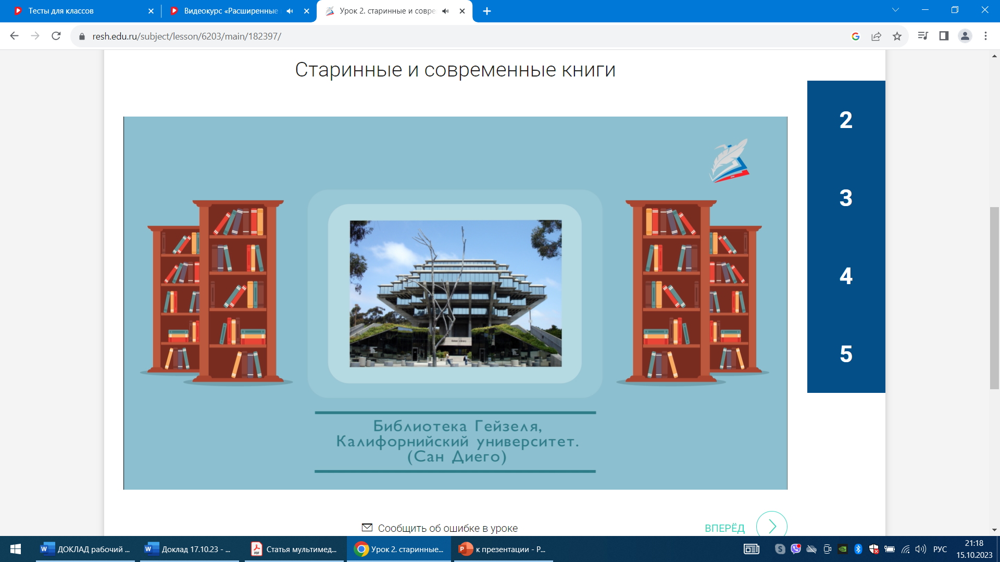 Тесты для классов
Видеокурс «Расширенные
Урок 2. старинные и совре
resh.edu.ru/subject/lesson/6203/main/182397/
Старинные и современные книги
2
3
4
5
Библиотека Гейзеля,
Калифорнийский университет.
(Сан Диего)
Сообщить об ошибке в уроке
ВПЕРЁД
ДОКЛАД рабочий ...
Доклад 17.10.23 - ...
Статья мультимед...
Урок 2. старинные...
к презентации - P...
РУС
21:18
15.10.2023